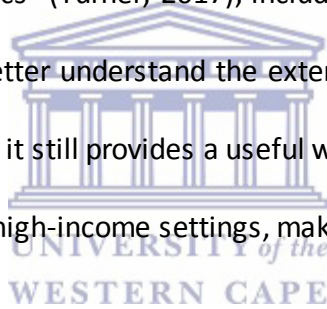 (Turner, 2017), includ
etter understand the exter
it still provides a useful w
high-income settings, mak
UNIVERSITY of the
WESTERN CAPE